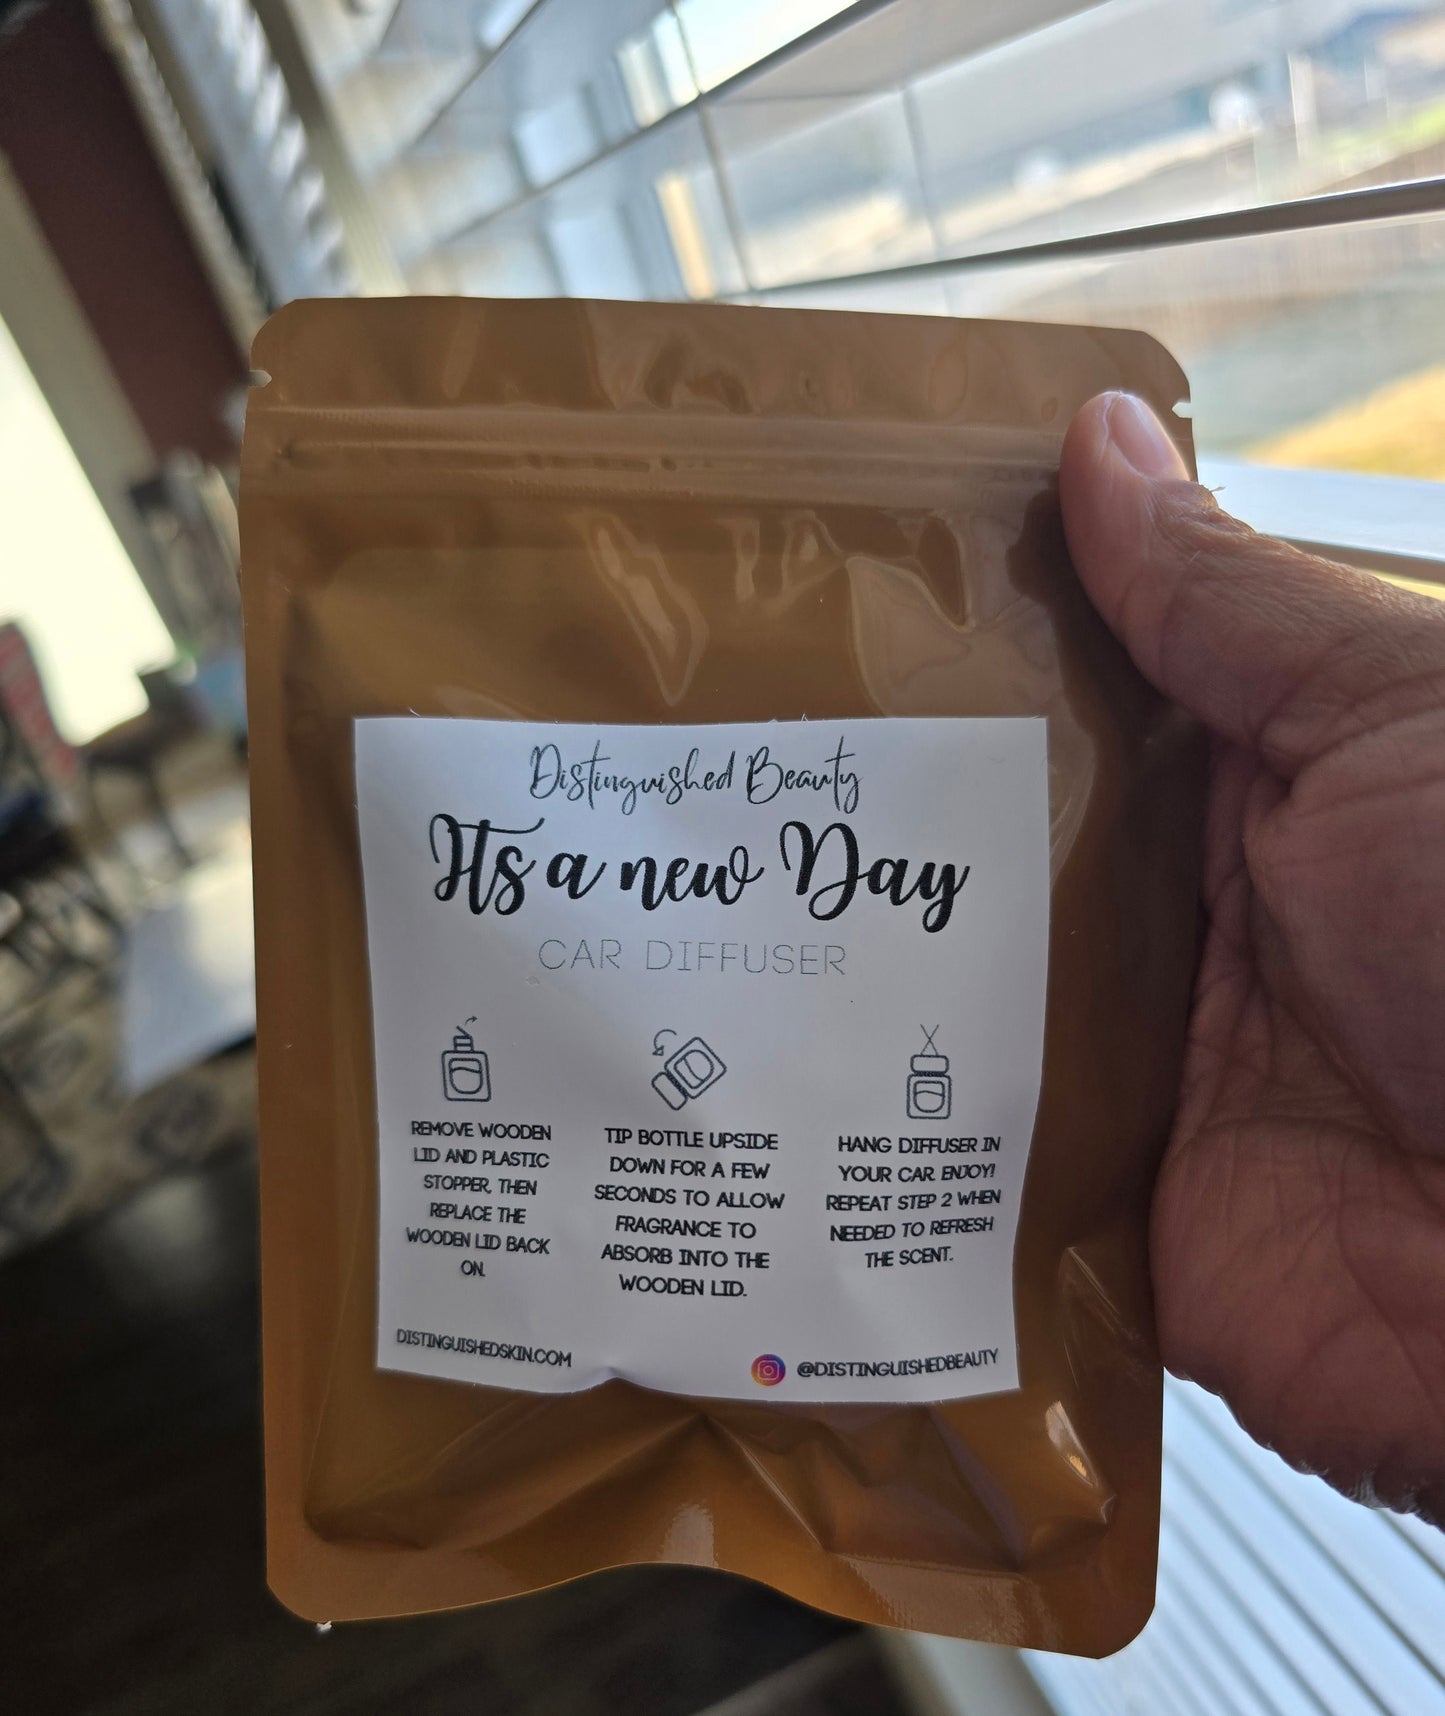 Distinguished Beauty
Its a new Day
CAR DIFFUSER
REMOVE WOODEN
LID AND PLASTIC
STOPPER, THEN
REPLACE THE
WOODEN LID BACK
ON.
TIP BOTTLE UPSIDE
DOWN FOR A FEW
SECONDS TO ALLOW
FRAGRANCE TO
ABSORB INTO THE
WOODEN LID.
HANG DIFFUSER IN
YOUR CAR. ENJOY!
REPEAT STEP 2 WHEN
NEEDED TO REFRESH
THE SCENT.
DISTINGUISHEDSKIN.COM
@DISTINGUISHEDBEAUTY